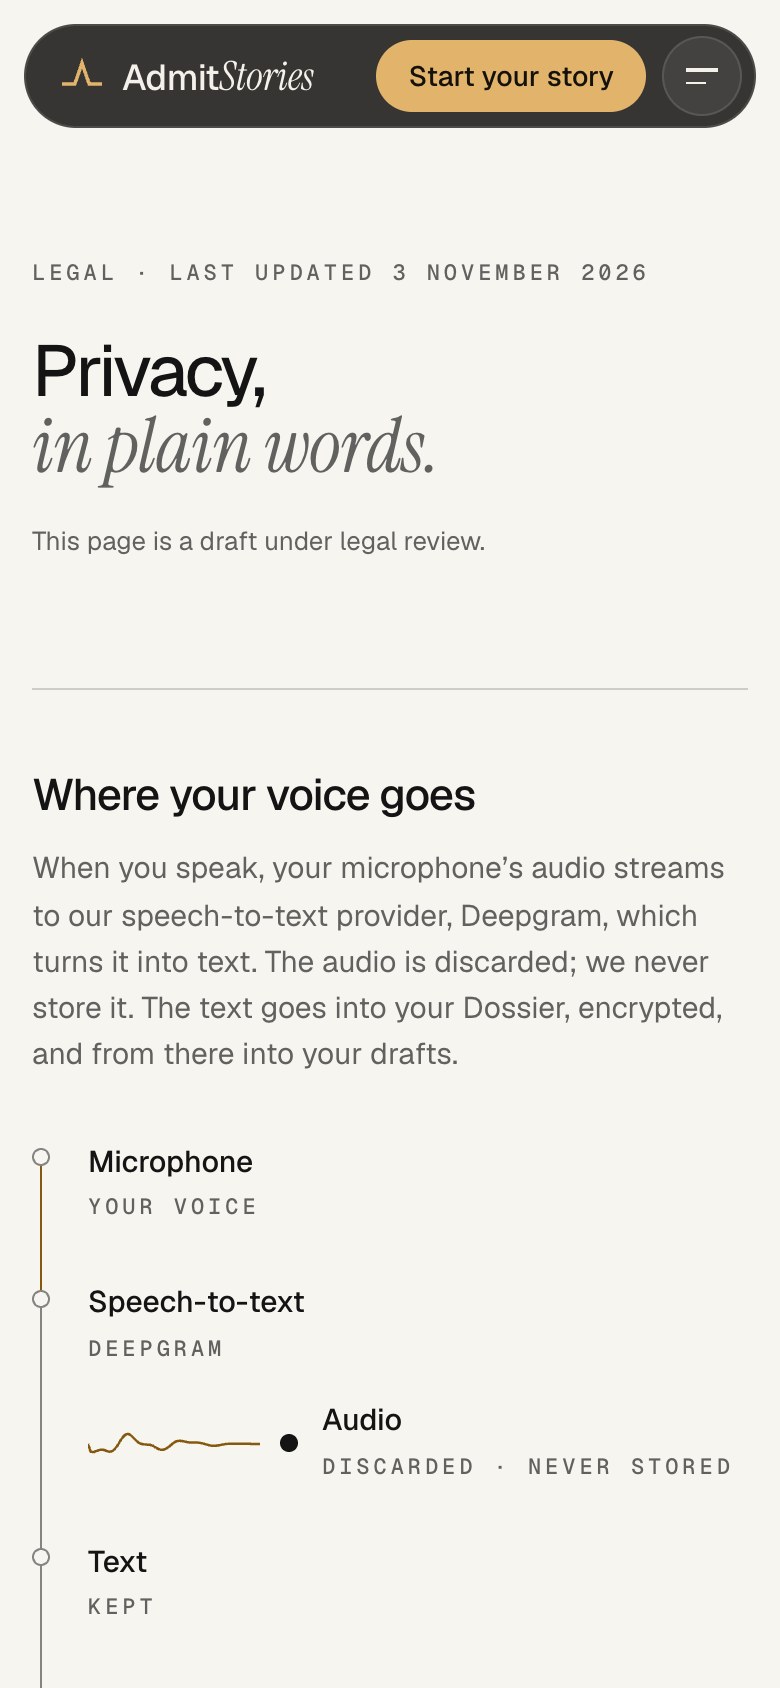 AdmitStories
Start your story
LEGAL · LAST UPDATED 3 NOVEMBER 2026
Privacy,
in plain words.
This page is a draft under legal review.
Where your voice goes
When you speak, your microphone’s audio streams
to our speech-to-text provider, Deepgram, which
turns it into text. The audio is discarded; we never
store it. The text goes into your Dossier, encrypted,
and from there into your drafts.
Microphone
YOUR VOICE
Speech-to-text
DEEPGRAM
Audio
DISCARDED · NEVER STORED
Text
KEPT